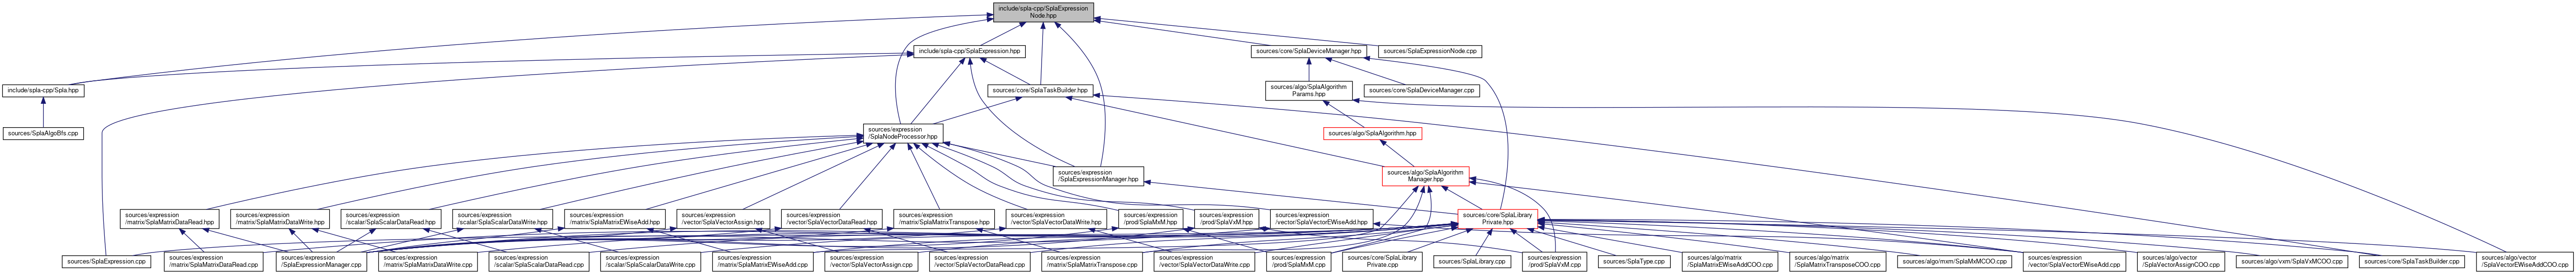 include/spla-cpp/SplaExpression
Node.hpp
include/spla-cpp/SplaExpression.hpp
sources/core/SplaDeviceManager.hpp
sources/SplaExpressionNode.cpp
include/spla-cpp/Spla.hpp
sources/core/SplaTaskBuilder.hpp
sources/algo/SplaAlgorithm
Params.hpp
sources/core/SplaDeviceManager.cpp
sources/SplaAlgoBfs.cpp
sources/expression
/SplaNodeProcessor.hpp
sources/algo/SplaAlgorithm.hpp
sources/expression
/SplaExpressionManager.hpp
sources/algo/SplaAlgorithm
Manager.hpp
sources/expression
/matrix/SplaMatrixDataRead.hpp
sources/expression
/matrix/SplaMatrixDataWrite.hpp
sources/expression
/scalar/SplaScalarDataRead.hpp
sources/expression
/scalar/SplaScalarDataWrite.hpp
sources/expression
/matrix/SplaMatrixEWiseAdd.hpp
sources/expression
/vector/SplaVectorAssign.hpp
sources/expression
/vector/SplaVectorDataRead.hpp
sources/expression
/matrix/SplaMatrixTranspose.hpp
sources/expression
/vector/SplaVectorDataWrite.hpp
sources/expression
/prod/SplaMxM.hpp
sources/expression
/prod/SplaVxM.hpp
sources/expression
/vector/SplaVectorEWiseAdd.hpp
sources/core/SplaLibrary
Private.hpp
sources/SplaExpression.cpp
sources/expression
/matrix/SplaMatrixDataRead.cpp
sources/expression
/SplaExpressionManager.cpp
sources/expression
/matrix/SplaMatrixDataWrite.cpp
sources/expression
/scalar/SplaScalarDataRead.cpp
sources/expression
/scalar/SplaScalarDataWrite.cpp
sources/expression
/matrix/SplaMatrixEWiseAdd.cpp
sources/expression
/vector/SplaVectorAssign.cpp
sources/expression
/vector/SplaVectorDataRead.cpp
sources/expression
/matrix/SplaMatrixTranspose.cpp
sources/expression
/vector/SplaVectorDataWrite.cpp
sources/expression
/prod/SplaMxM.cpp
sources/core/SplaLibrary
Private.cpp
sources/SplaLibrary.cpp
sources/expression
/prod/SplaVxM.cpp
sources/SplaType.cpp
sources/algo/matrix
/SplaMatrixEWiseAddCOO.cpp
sources/algo/matrix
/SplaMatrixTransposeCOO.cpp
sources/algo/mxm/SplaMxMCOO.cpp
sources/expression
/vector/SplaVectorEWiseAdd.cpp
sources/algo/vector
/SplaVectorAssignCOO.cpp
sources/algo/vxm/SplaVxMCOO.cpp
sources/core/SplaTaskBuilder.cpp
sources/algo/vector
/SplaVectorEWiseAddCOO.cpp